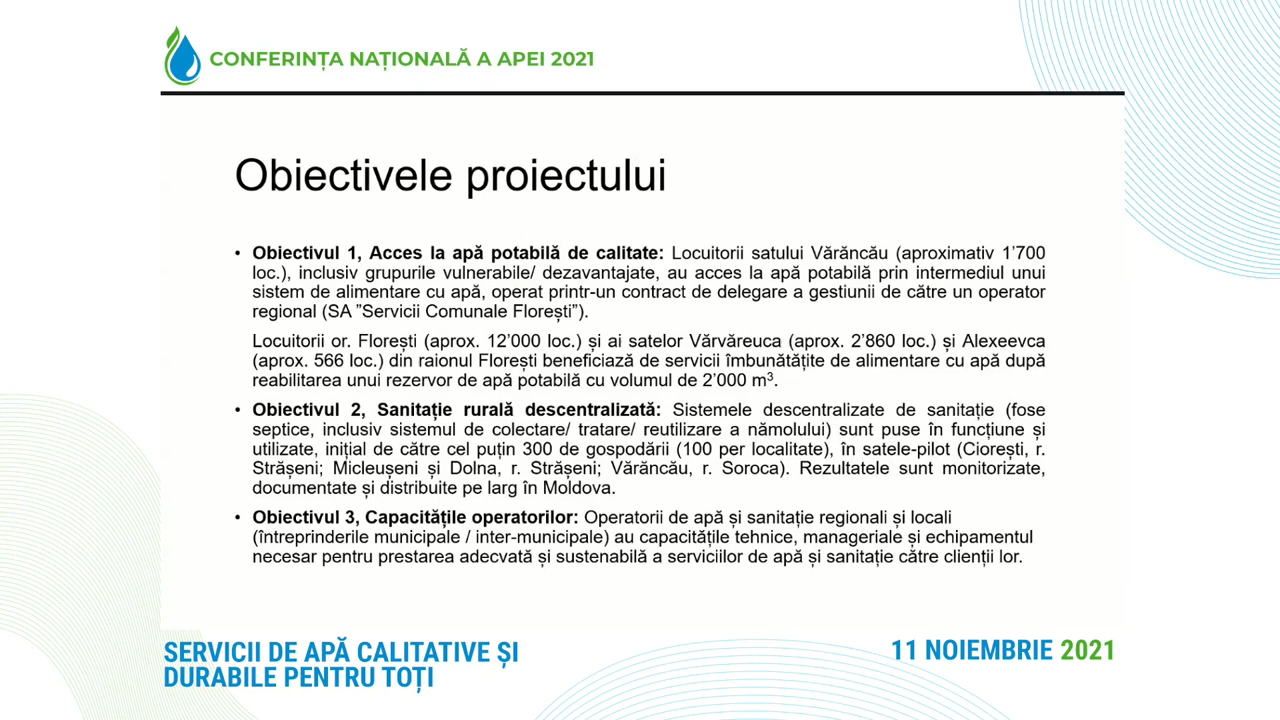 CONFERINȚA NAȚIONALĂ A APEI 2021
Obiectivele proiectului
• Obiectivul 1, Acces la apă potabilă de calitate: Locuitorii satului Vărăncău (aproximativ 1’700
loc.), inclusiv grupurile vulnerabile/ dezavantajate, au acces la apă potabilă prin intermediul unui
sistem de alimentare cu apă, operat printr-un contract de delegare a gestiunii de către un operator
regional (SA ”Servicii Comunale Florești”).
Locuitorii or. Florești (aprox. 12’000 loc.) și ai satelor Vărvăreuca (aprox. 2’860 loc.) și Alexeevca
(aprox. 566 loc.) din raionul Florești beneficiază de servicii îmbunătățite de alimentare cu apă după
reabilitarea unui rezervor de apă potabilă cu volumul de 2’000 m³.
• Obiectivul 2, Sanitație rurală descentralizată: Sistemele descentralizate de sanitație (fose
septice, inclusiv sistemul de colectare/ tratare/ reutilizare a nămolului) sunt puse în funcțiune și
utilizate, inițial de către cel puțin 300 de gospodării (100 per localitate), în satele-pilot (Ciorești, r.
Strășeni; Micleușeni și Dolna, r. Strășeni; Vărăncău, r. Soroca). Rezultatele sunt monitorizate,
documentate și distribuite pe larg în Moldova.
• Obiectivul 3, Capacitățile operatorilor: Operatorii de apă și sanitație regionali și locali
(întreprinderile municipale / inter-municipale) au capacitățile tehnice, manageriale și echipamentul
necesar pentru prestarea adecvată și sustenabilă a serviciilor de apă și sanitație către clienții lor.
SERVICII DE APĂ CALITATIVE ȘI
DURABILE PENTRU TOȚI
11 NOIEMBRIE 2021